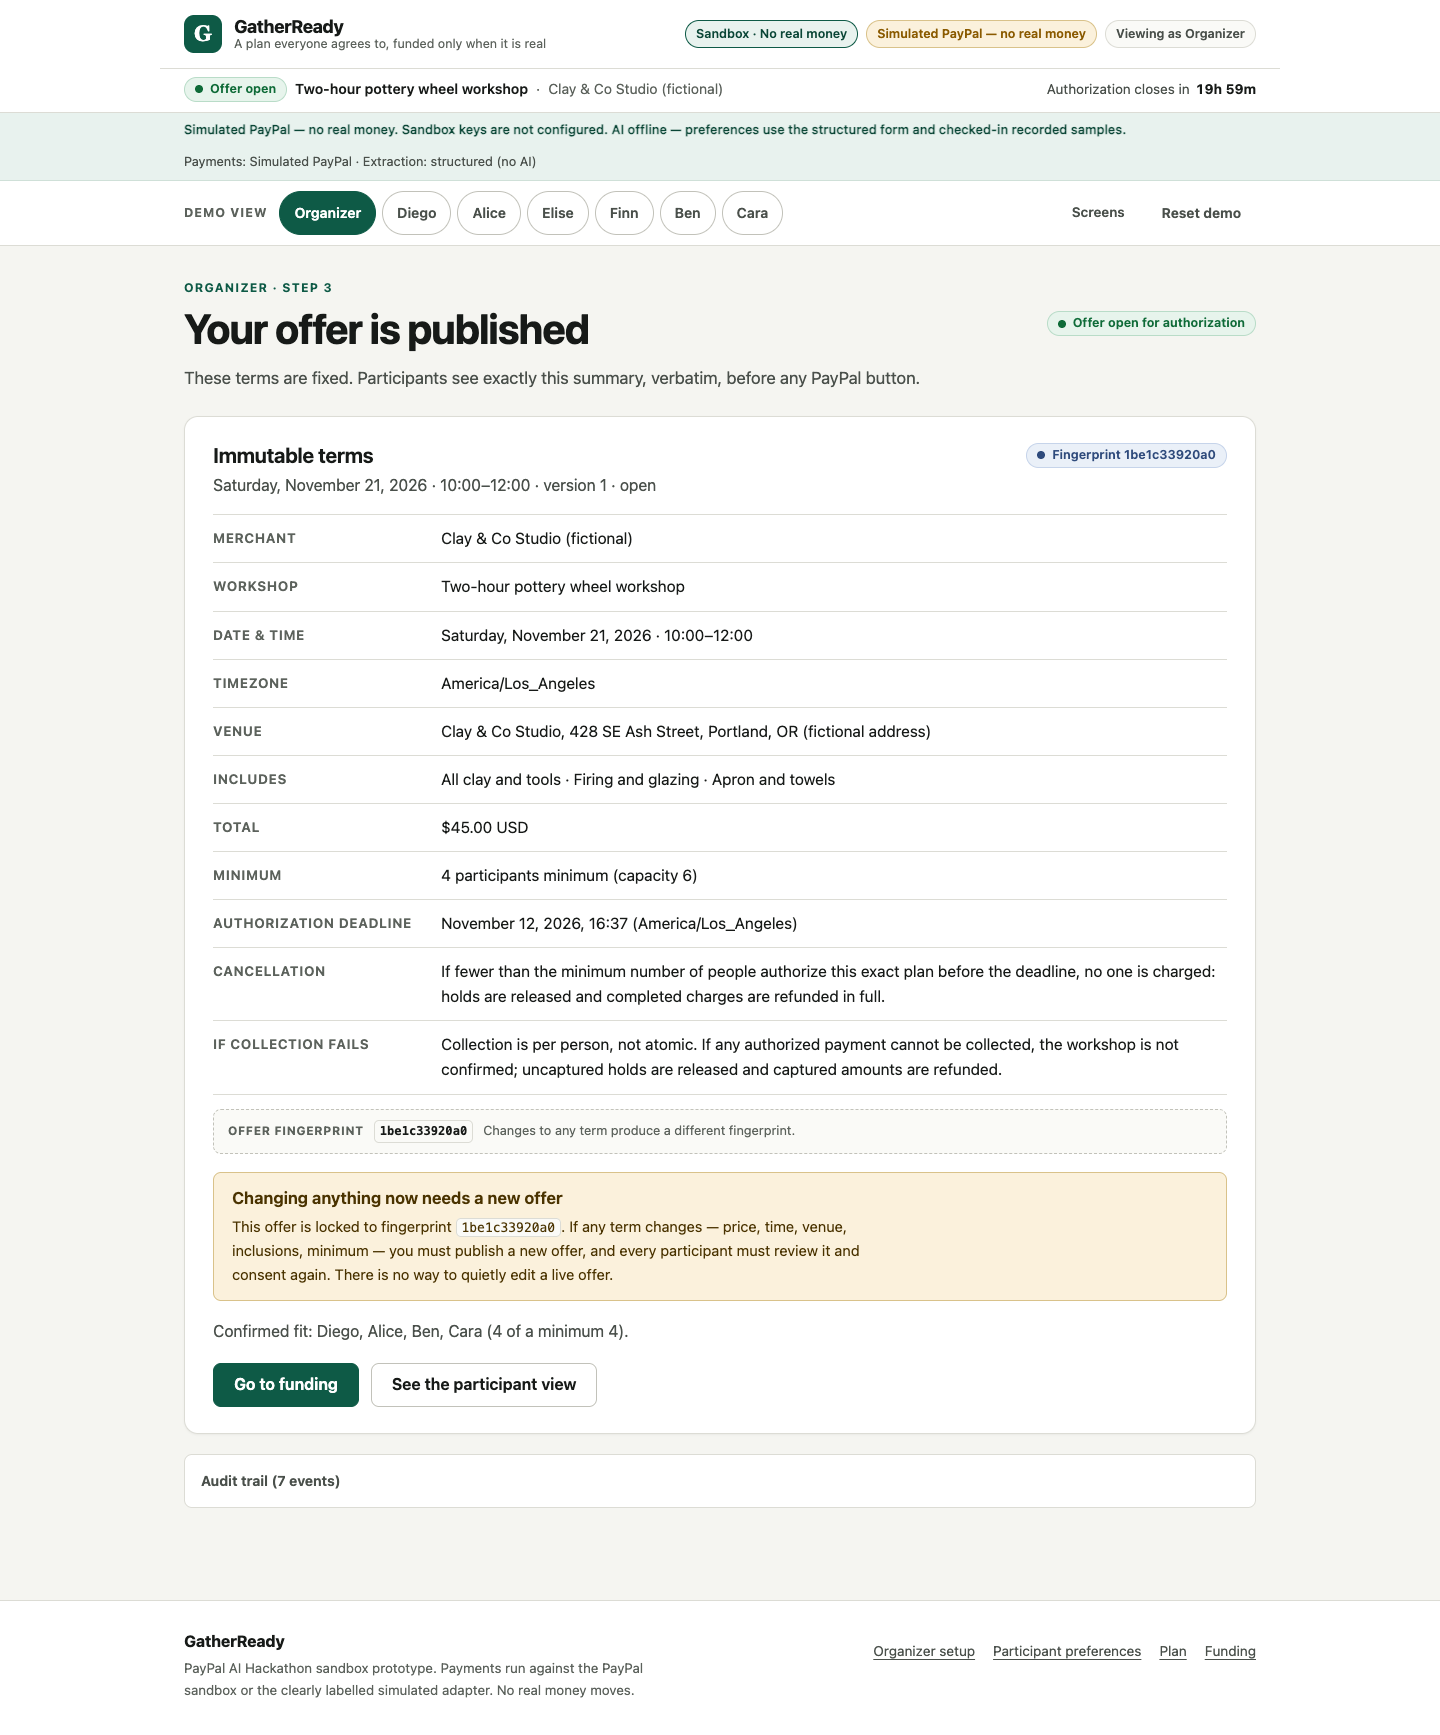 G
GatherReady
A plan everyone agrees to, funded only when it is real
Sandbox · No real money
Simulated PayPal — no real money
Viewing as Organizer
Offer open
Two-hour pottery wheel workshop · Clay & Co Studio (fictional)
Authorization closes in 19h 59m
Simulated PayPal — no real money. Sandbox keys are not configured. AI offline — preferences use the structured form and checked-in recorded samples.
Payments: Simulated PayPal · Extraction: structured (no AI)
DEMO VIEW
Organizer
Diego
Alice
Elise
Finn
Ben
Cara
Screens
Reset demo
ORGANIZER · STEP 3
Your offer is published
Offer open for authorization
These terms are fixed. Participants see exactly this summary, verbatim, before any PayPal button.
Immutable terms
Fingerprint 1be1c33920a0
Saturday, November 21, 2026 · 10:00–12:00 · version 1 · open
MERCHANT
Clay & Co Studio (fictional)
WORKSHOP
Two-hour pottery wheel workshop
DATE & TIME
Saturday, November 21, 2026 · 10:00–12:00
TIMEZONE
America/Los_Angeles
VENUE
Clay & Co Studio, 428 SE Ash Street, Portland, OR (fictional address)
INCLUDES
All clay and tools · Firing and glazing · Apron and towels
TOTAL
$45.00 USD
MINIMUM
4 participants minimum (capacity 6)
AUTHORIZATION DEADLINE
November 12, 2026, 16:37 (America/Los_Angeles)
CANCELLATION
If fewer than the minimum number of people authorize this exact plan before the deadline, no one is charged:
holds are released and completed charges are refunded in full.
IF COLLECTION FAILS
Collection is per person, not atomic. If any authorized payment cannot be collected, the workshop is not
confirmed; uncaptured holds are released and captured amounts are refunded.
OFFER FINGERPRINT 1be1c33920a0 Changes to any term produce a different fingerprint.
Changing anything now needs a new offer
This offer is locked to fingerprint 1be1c33920a0. If any term changes — price, time, venue,
inclusions, minimum — you must publish a new offer, and every participant must review it and
consent again. There is no way to quietly edit a live offer.
Confirmed fit: Diego, Alice, Ben, Cara (4 of a minimum 4).
Go to funding
See the participant view
Audit trail (7 events)
GatherReady
PayPal AI Hackathon sandbox prototype. Payments run against the PayPal
sandbox or the clearly labelled simulated adapter. No real money moves.
Organizer setup
Participant preferences
Plan
Funding